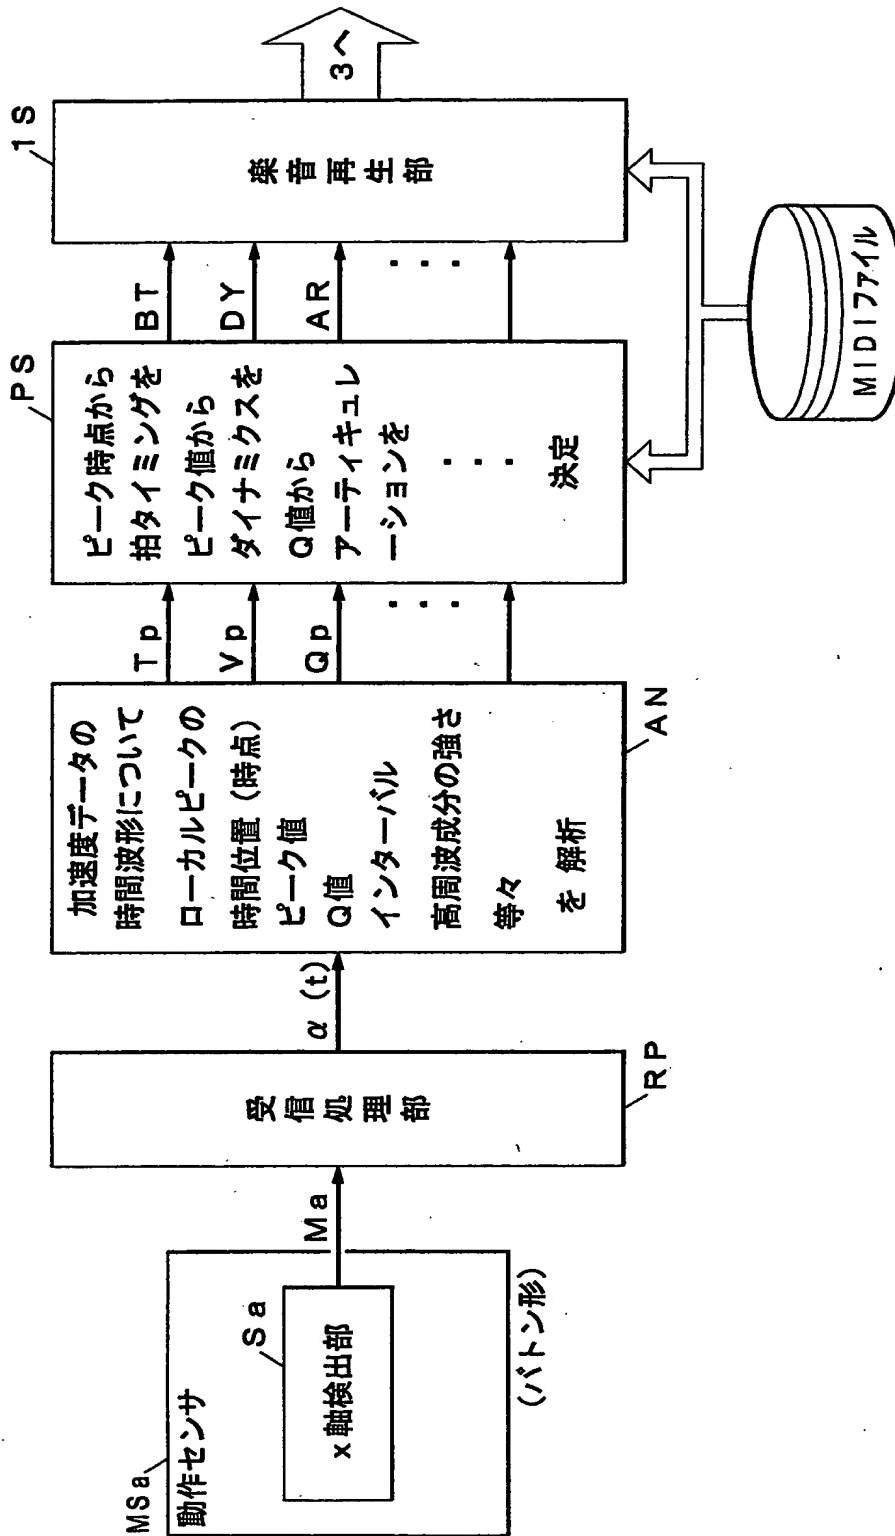 MSa
動作センサ
Sa
x軸検出部
(バトン形)
Ma
受信処理部
RP
α (t)
加速度データの
時間波形について
ローカルピークの
時間位置(時点)
ピーク値
Q値
インターバル
高周波成分の強さ
等々
を 解析
AN
Tp
Vp
Qp
・・・
PS
ピーク時点から
拍タイミングを
ピーク値から
ダイナミクスを
Q値から
アーティキュレ
ーションを
・・・
決定
BT
DY
AR
・・・
1S
楽音再生部
3へ
MIDIファイル